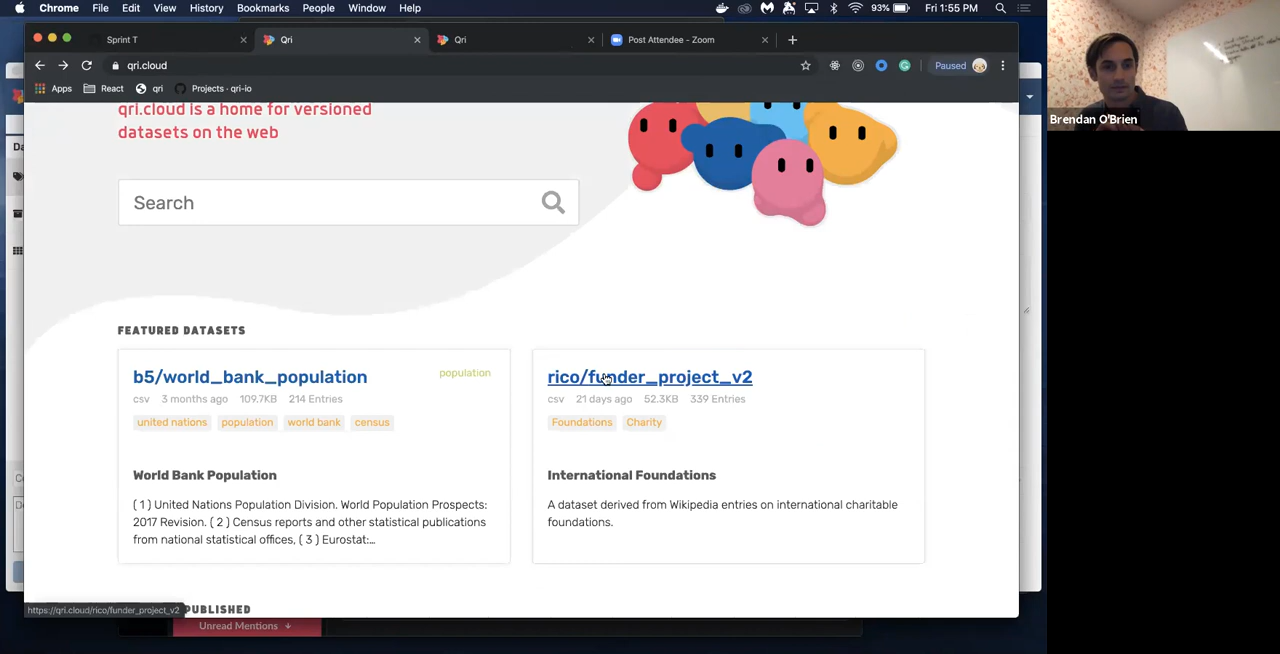 Chrome File Edit View History Bookmarks People Window Help 93% Fri 1:55 PM
Sprint T Qri Qri Post Attendee - Zoom
qri.cloud Paused
Apps React qri Projects · qri-io
qri.cloud is a home for versioned
datasets on the web
Search
FEATURED DATASETS
b5/world_bank_population population
csv 3 months ago 109.7KB 214 Entries
united nations population world bank census
World Bank Population
( 1 ) United Nations Population Division. World Population Prospects:
2017 Revision. ( 2 ) Census reports and other statistical publications
from national statistical offices, ( 3 ) Eurostat:...
rico/funder_project_v2
csv 21 days ago 52.3KB 339 Entries
Foundations Charity
International Foundations
A dataset derived from Wikipedia entries on international charitable
foundations.
https://qri.cloud/rico/funder_project_v2 PUBLISHED
Unread Mentions ↓
Brendan O'Brien